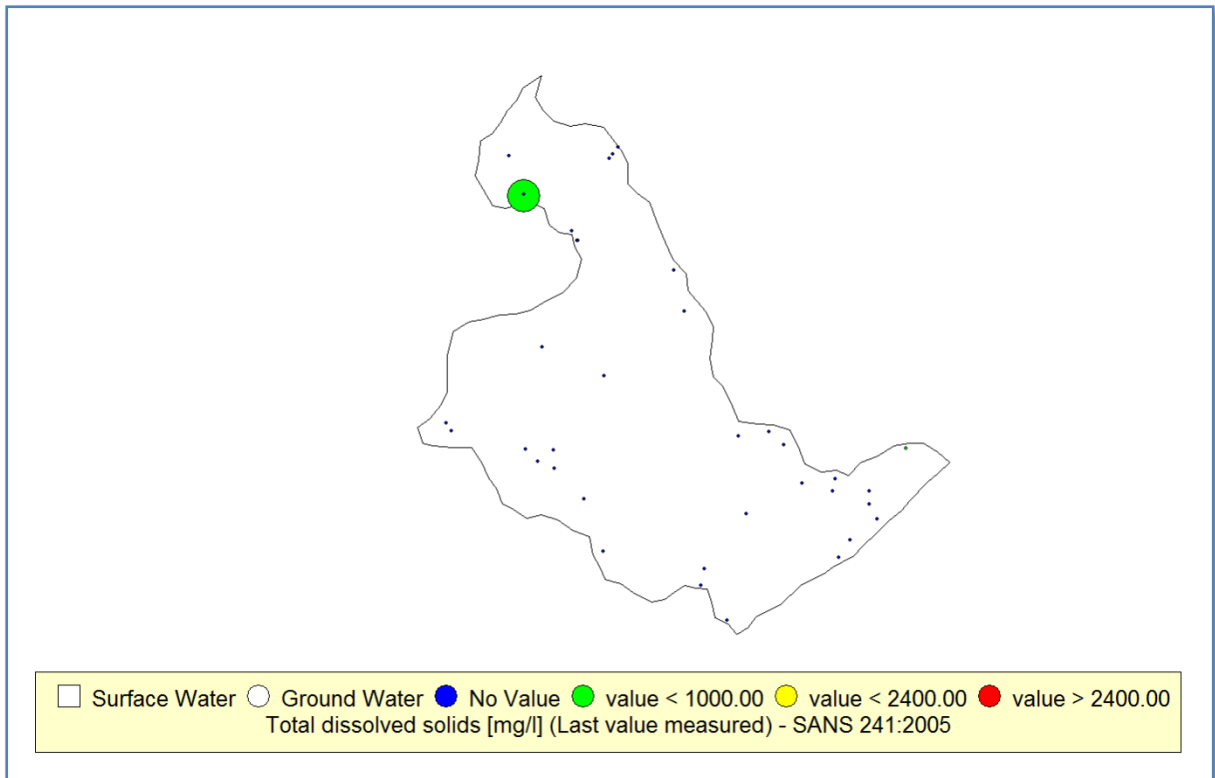 Surface Water Ground Water No Value value < 1000.00 value < 2400.00 value > 2400.00
Total dissolved solids [mg/l] (Last value measured) - SANS 241:2005